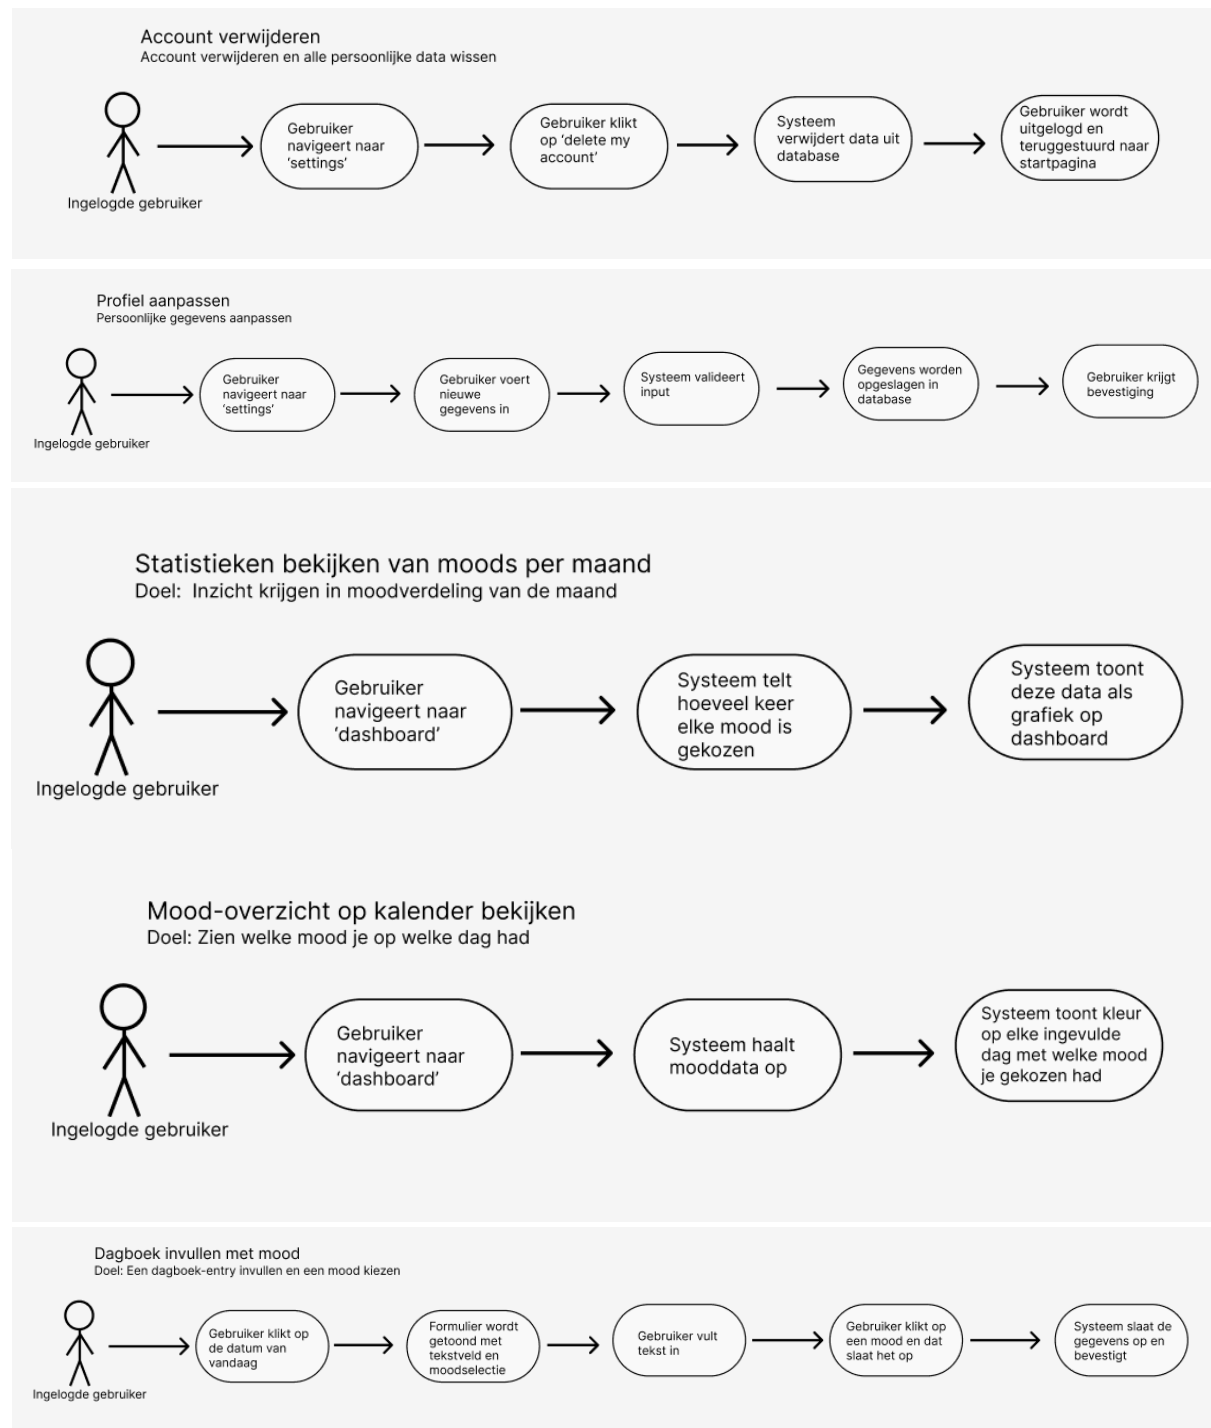 Account verwijderen
Account verwijderen en alle persoonlijke data wissen
Gebruiker
navigeert naar
‘settings’
Gebruiker klikt
op ‘delete my
account’
Systeem
verwijdert data uit
database
Gebruiker wordt
uitgelogd en
teruggestuurd naar
startpagina
Ingelogde gebruiker
Profiel aanpassen
Persoonlijke gegevens aanpassen
Gebruiker
navigeert naar
‘settings’
Gebruiker voert
nieuwe
gegevens in
Systeem valideert
input
Gegevens worden
opgeslagen in
database
Gebruiker krijgt
bevestiging
Ingelogde gebruiker
Statistieken bekijken van moods per maand
Doel:  Inzicht krijgen in moodverdeling van de maand
Gebruiker
navigeert naar
‘dashboard’
Systeem telt
hoeveel keer
elke mood is
gekozen
Systeem toont
deze data als
grafiek op
dashboard
Ingelogde gebruiker
Mood-overzicht op kalender bekijken
Doel: Zien welke mood je op welke dag had
Gebruiker
navigeert naar
‘dashboard’
Systeem haalt
mooddata op
Systeem toont kleur
op elke ingevulde
dag met welke mood
je gekozen had
Ingelogde gebruiker
Dagboek invullen met mood
Doel: Een dagboek-entry invullen en een mood kiezen
Gebruiker klikt op
de datum van
vandaag
Formulier wordt
getoond met
tekstveld en
moodselectie
Gebruiker vult
tekst in
Gebruiker klikt op
een mood en dat
slaat het op
Systeem slaat de
gegevens op en
bevestigt
Ingelogde gebruiker